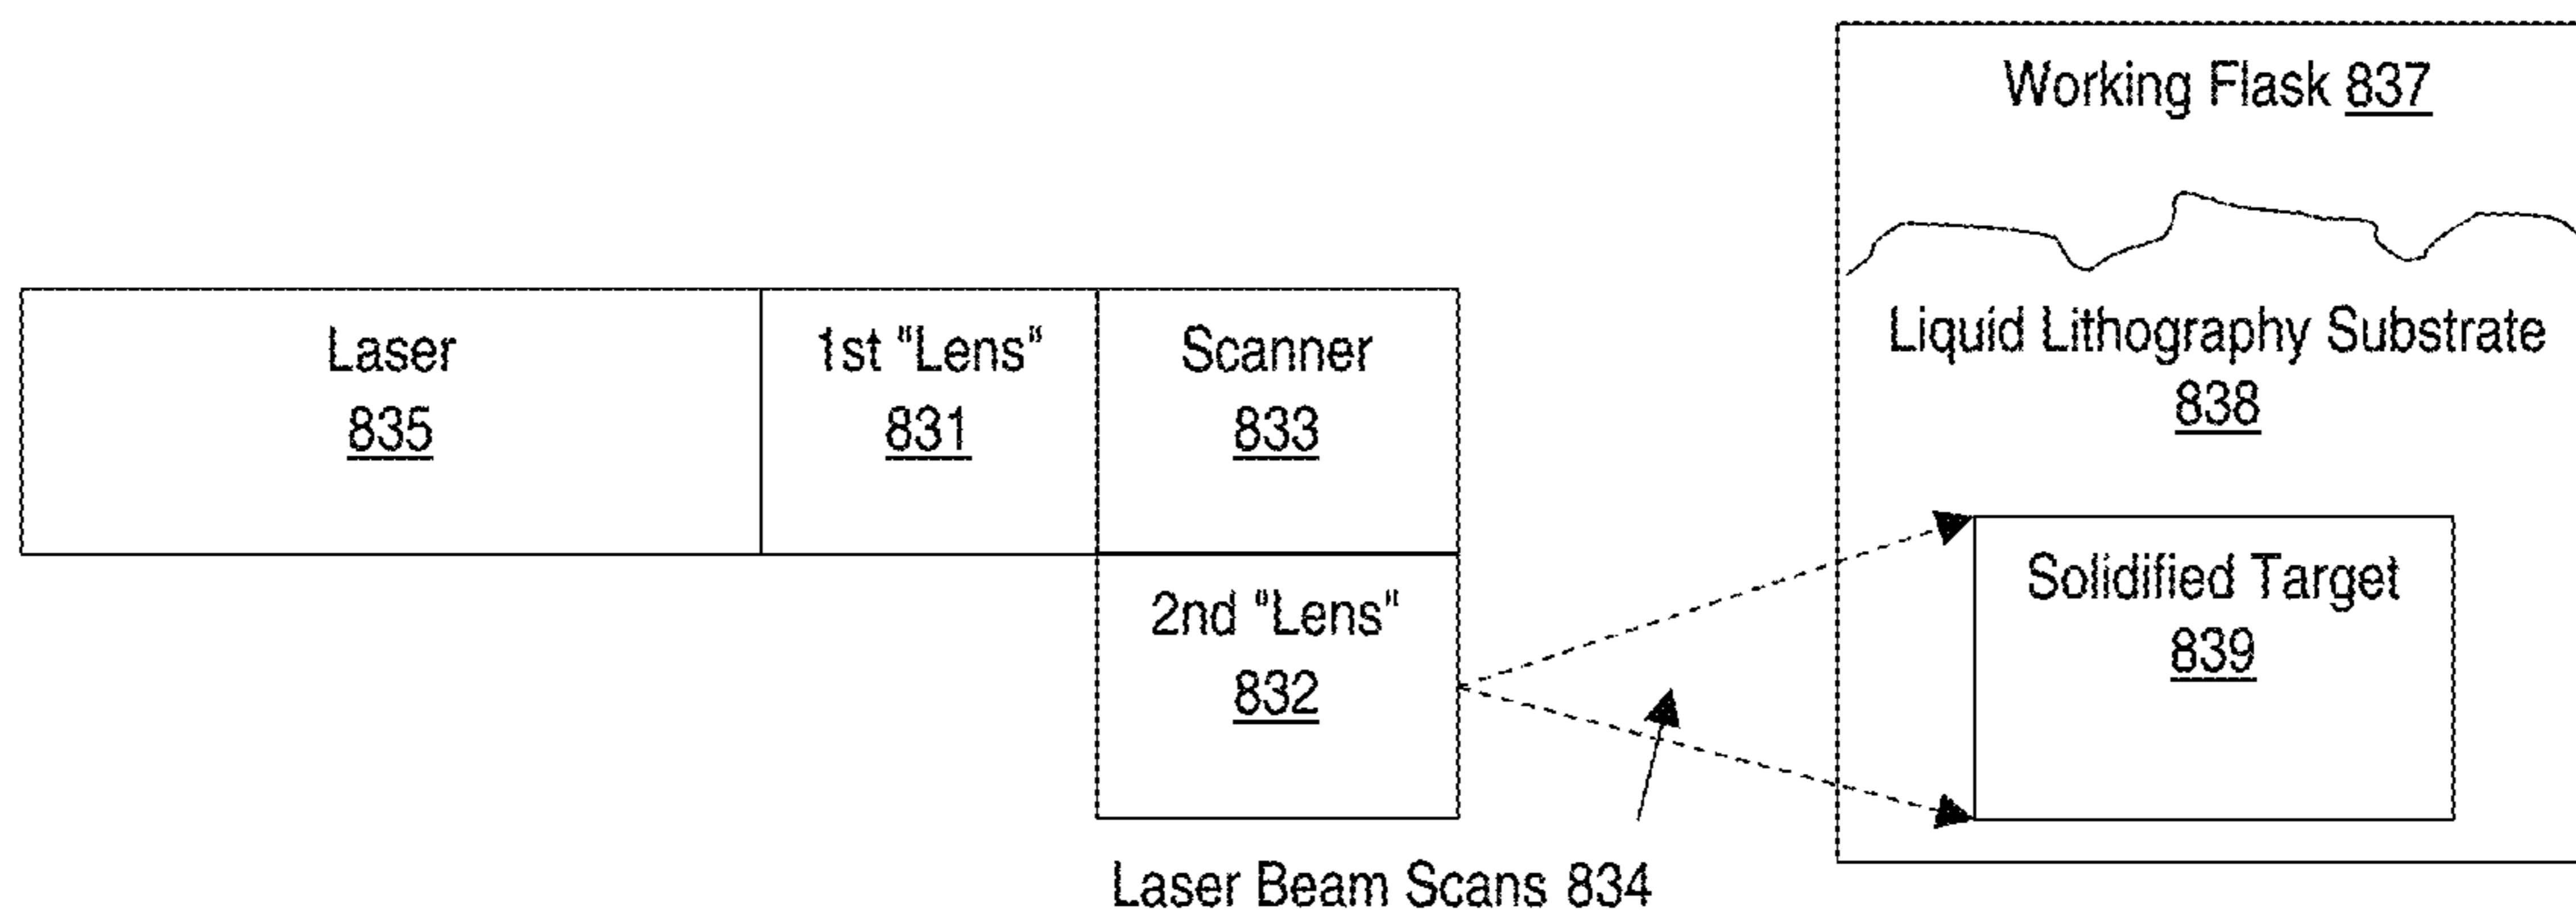 Working Flask 837
Liquid Lithography Substrate
838
Laser
835
1st "Lens"
831
Scanner
833
2nd "Lens"
832
Solidified Target
839
Laser Beam Scans 834